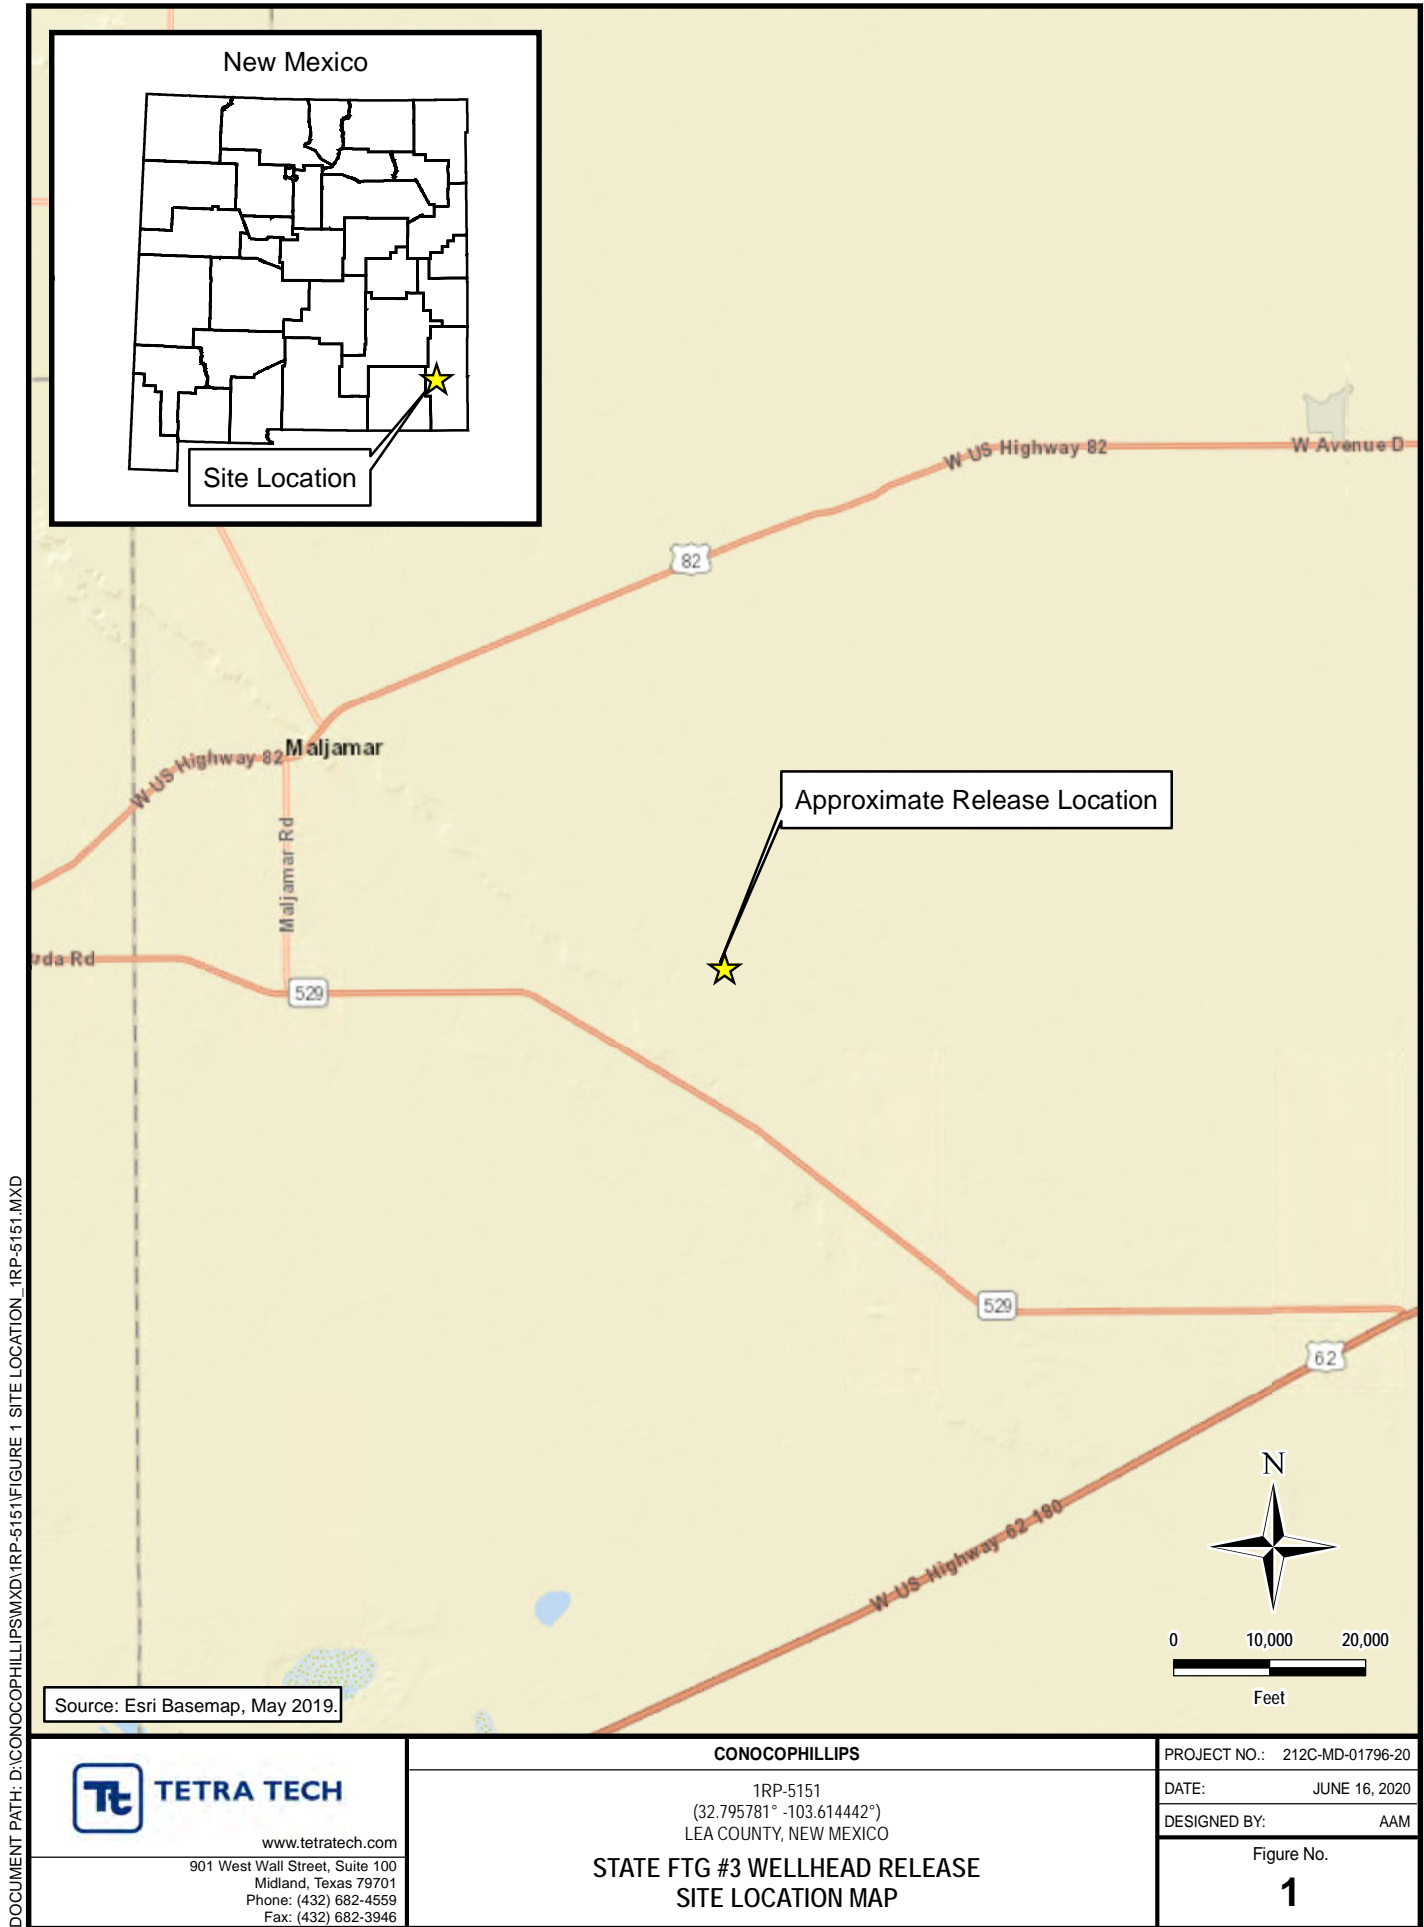 New Mexico
Site Location
W US Highway 82
W Avenue D
82
Maljamar
W US Highway 82
Maljamar Rd
Approximate Release Location
da Rd
529
529
62
W US Highway 62 180
N
0 10,000 20,000
Feet
Source: Esri Basemap, May 2019.
DOCUMENT PATH: D:\CONOCOPHILLIPS\MXD\1RP-5151\FIGURE 1 SITE LOCATION_1RP-5151.MXD
Tt TETRA TECH
www.tetratech.com
901 West Wall Street, Suite 100
Midland, Texas 79701
Phone: (432) 682-4559
Fax: (432) 682-3946
CONOCOPHILLIPS
1RP-5151
(32.795781° -103.614442°)
LEA COUNTY, NEW MEXICO
STATE FTG #3 WELLHEAD RELEASE
SITE LOCATION MAP
PROJECT NO.: 212C-MD-01796-20
DATE: JUNE 16, 2020
DESIGNED BY: AAM
Figure No.
1